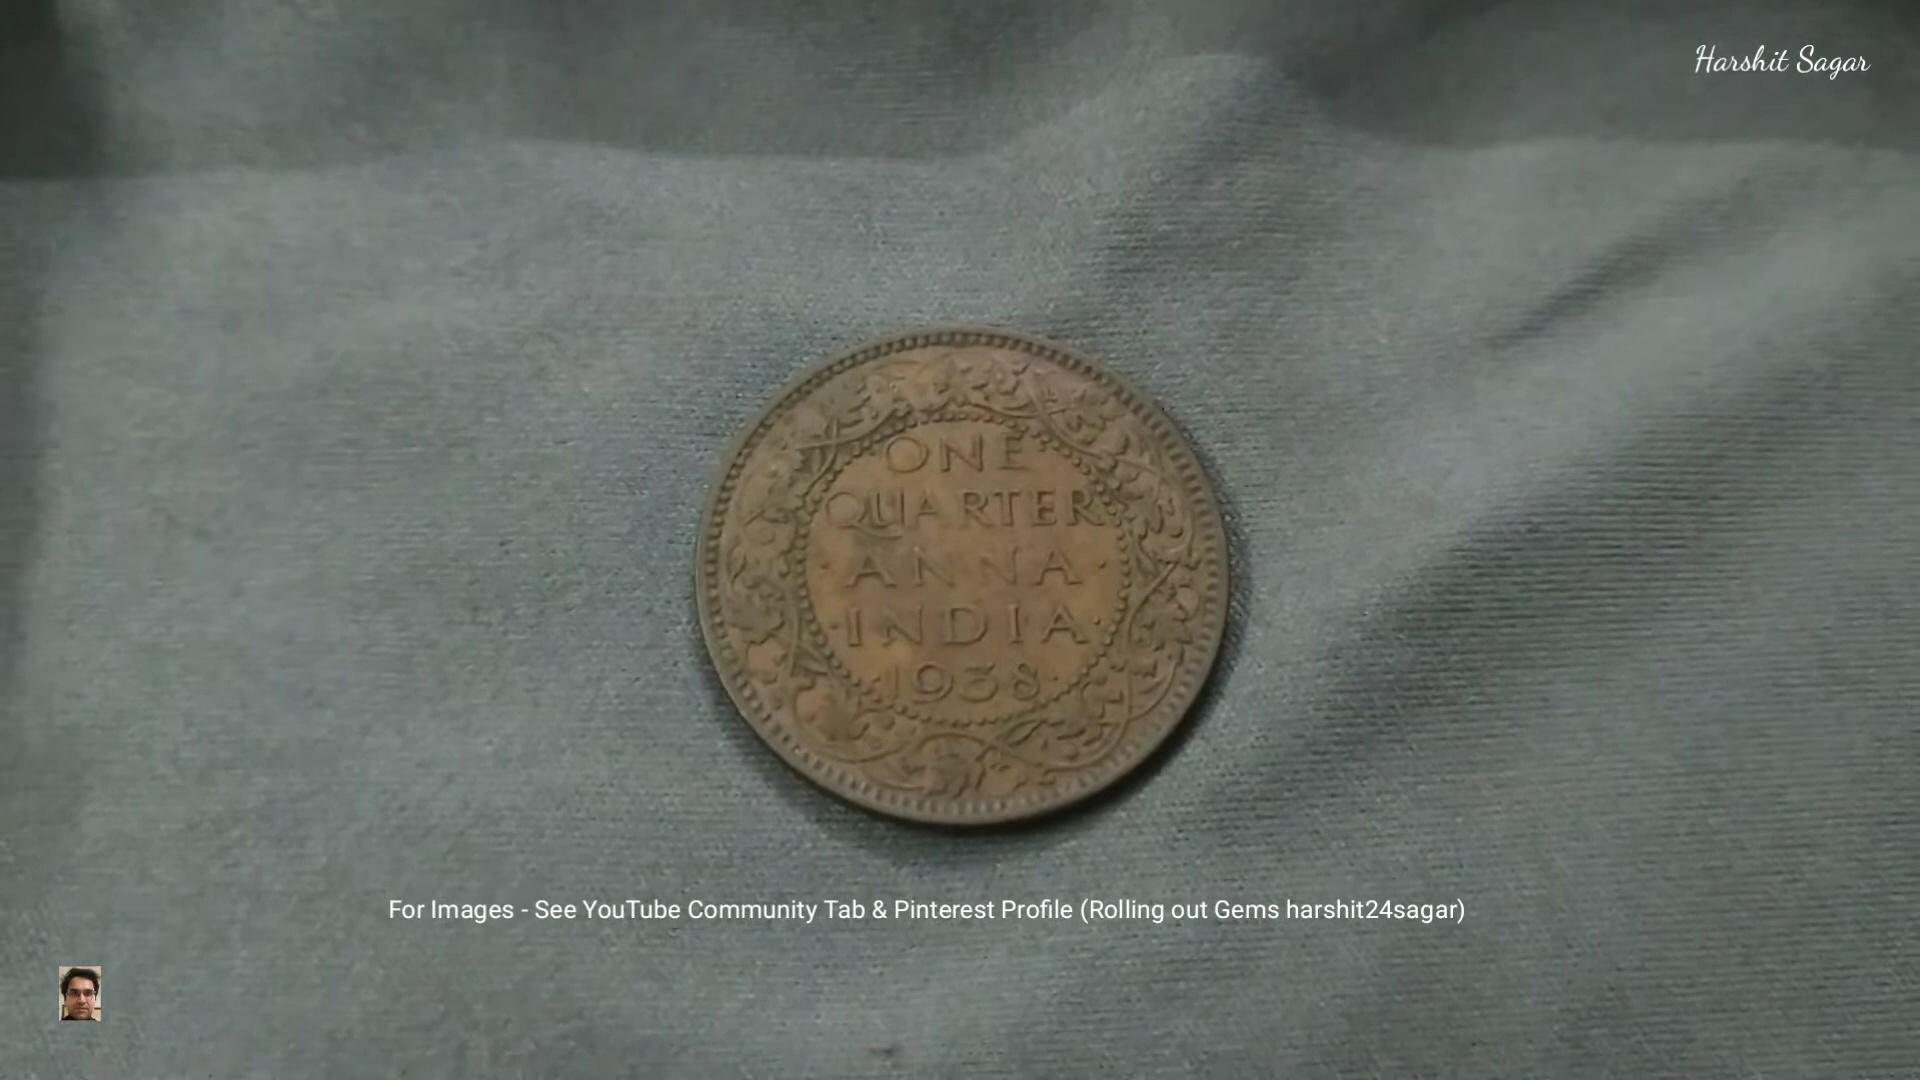 Harshit Sagar
ONE
QUARTER
ANNA
INDIA
1938
For Images - See YouTube Community Tab & Pinterest Profile (Rolling out Gems harshit24sagar)